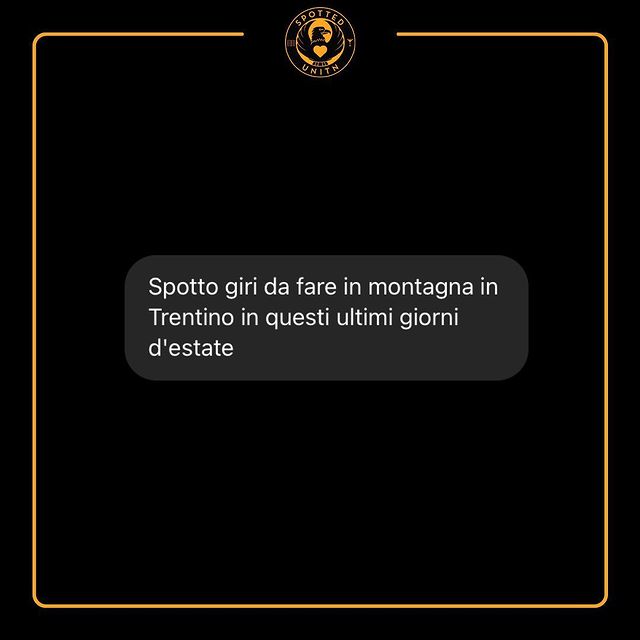 SPOTTED
UNITN
Spotto giri da fare in montagna in
Trentino in questi ultimi giorni
d'estate